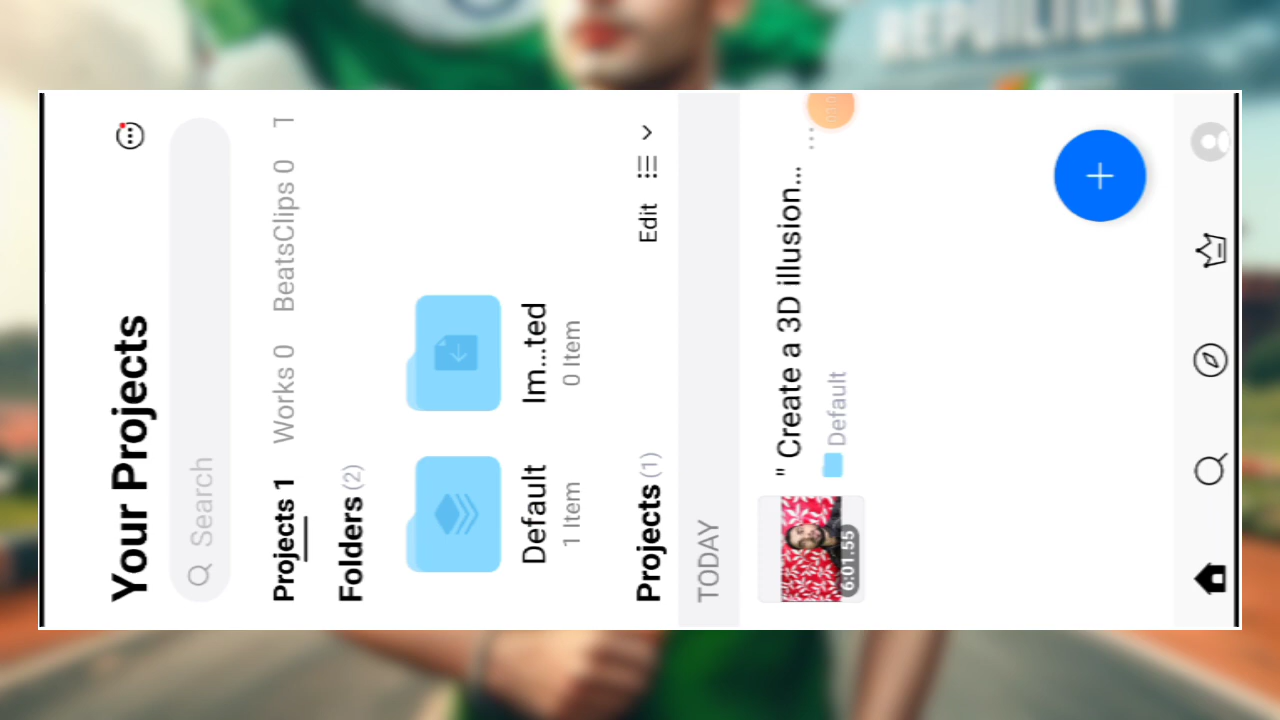 REPUILTDAY
Your Projects
Search
Projects 1 Works 0 BeatsClips 0 T
Folders (2)
Default
1 Item
Im...ted
0 Item
Projects (1) Edit
TODAY
" Create a 3D illusion...
Default
6:01.55